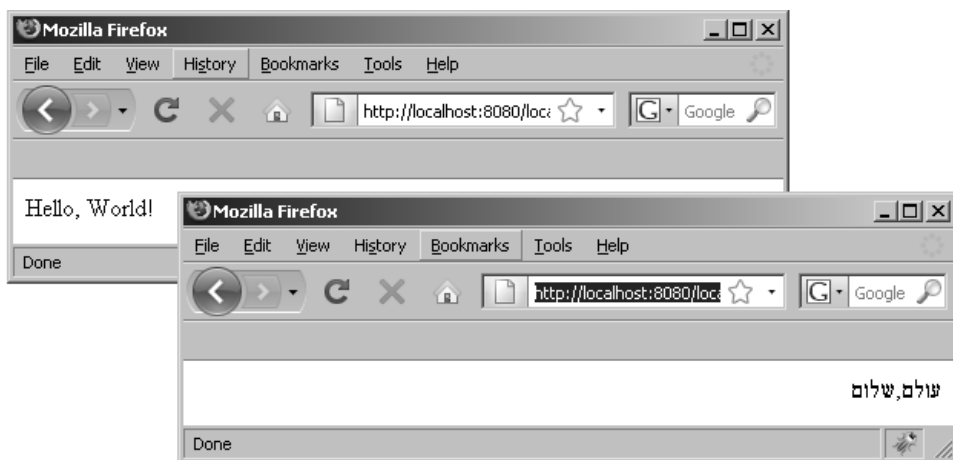 Mozilla Firefox
File Edit View History Bookmarks Tools Help
http://localhost:8080/loca G Google
Hello, World!
Done
Mozilla Firefox
File Edit View History Bookmarks Tools Help
http://localhost:8080/loca G Google
עולם,שלום
Done